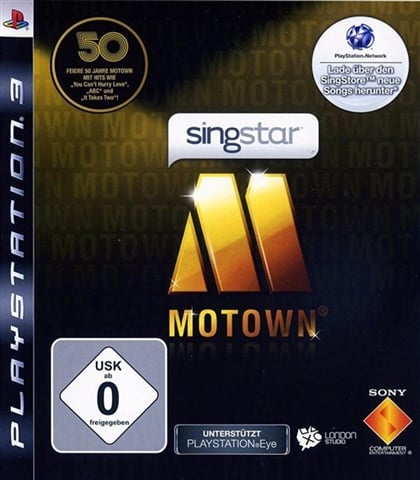 PLAYSTATION 3
50
FEIERE 50 JAHRE MOTOWN
MIT HITS WIE
„You Can't Hurry Love",
„ABC" und
„It Takes Two"!
PlayStation Network
Lade über den
SingStore™ neue
Songs herunter*
singstar
MOTOWN®
USK
ab
0
freigegeben
UNTERSTÜTZT
PLAYSTATION®Eye
LONDON
STUDIO
SONY
COMPUTER
ENTERTAINMENT®